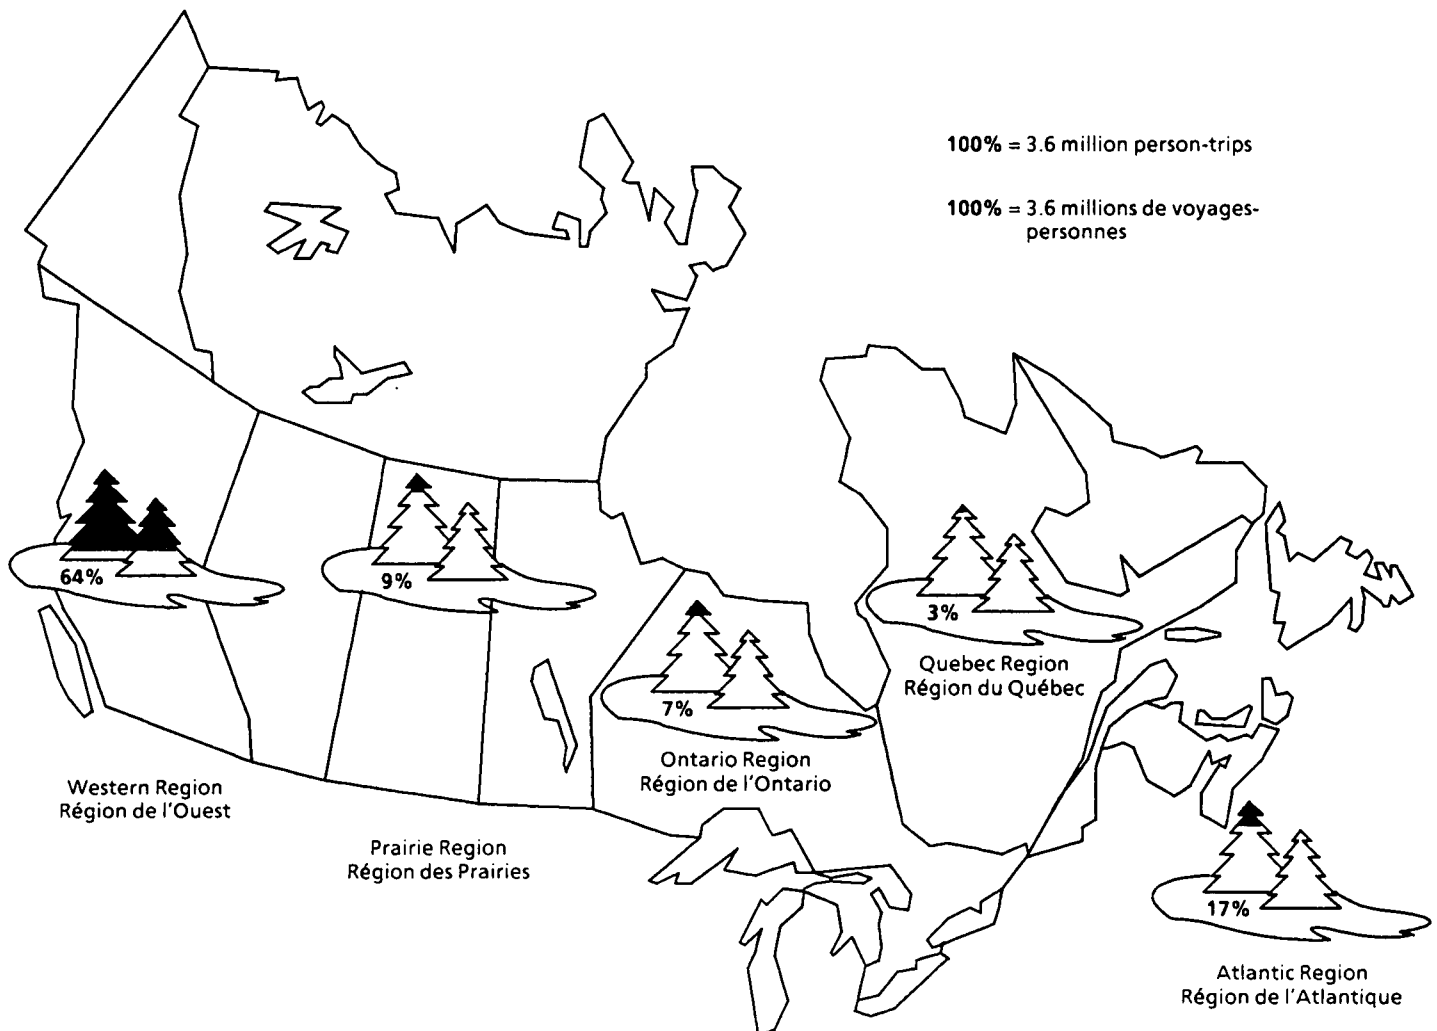 100% = 3.6 million person-trips
100% = 3.6 millions de voyages-
personnes
64%
9%
3%
Quebec Region
Région du Québec
7%
Ontario Region
Région de l'Ontario
Western Region
Région de l'Ouest
Prairie Region
Région des Prairies
17%
Atlantic Region
Région de l'Atlantique